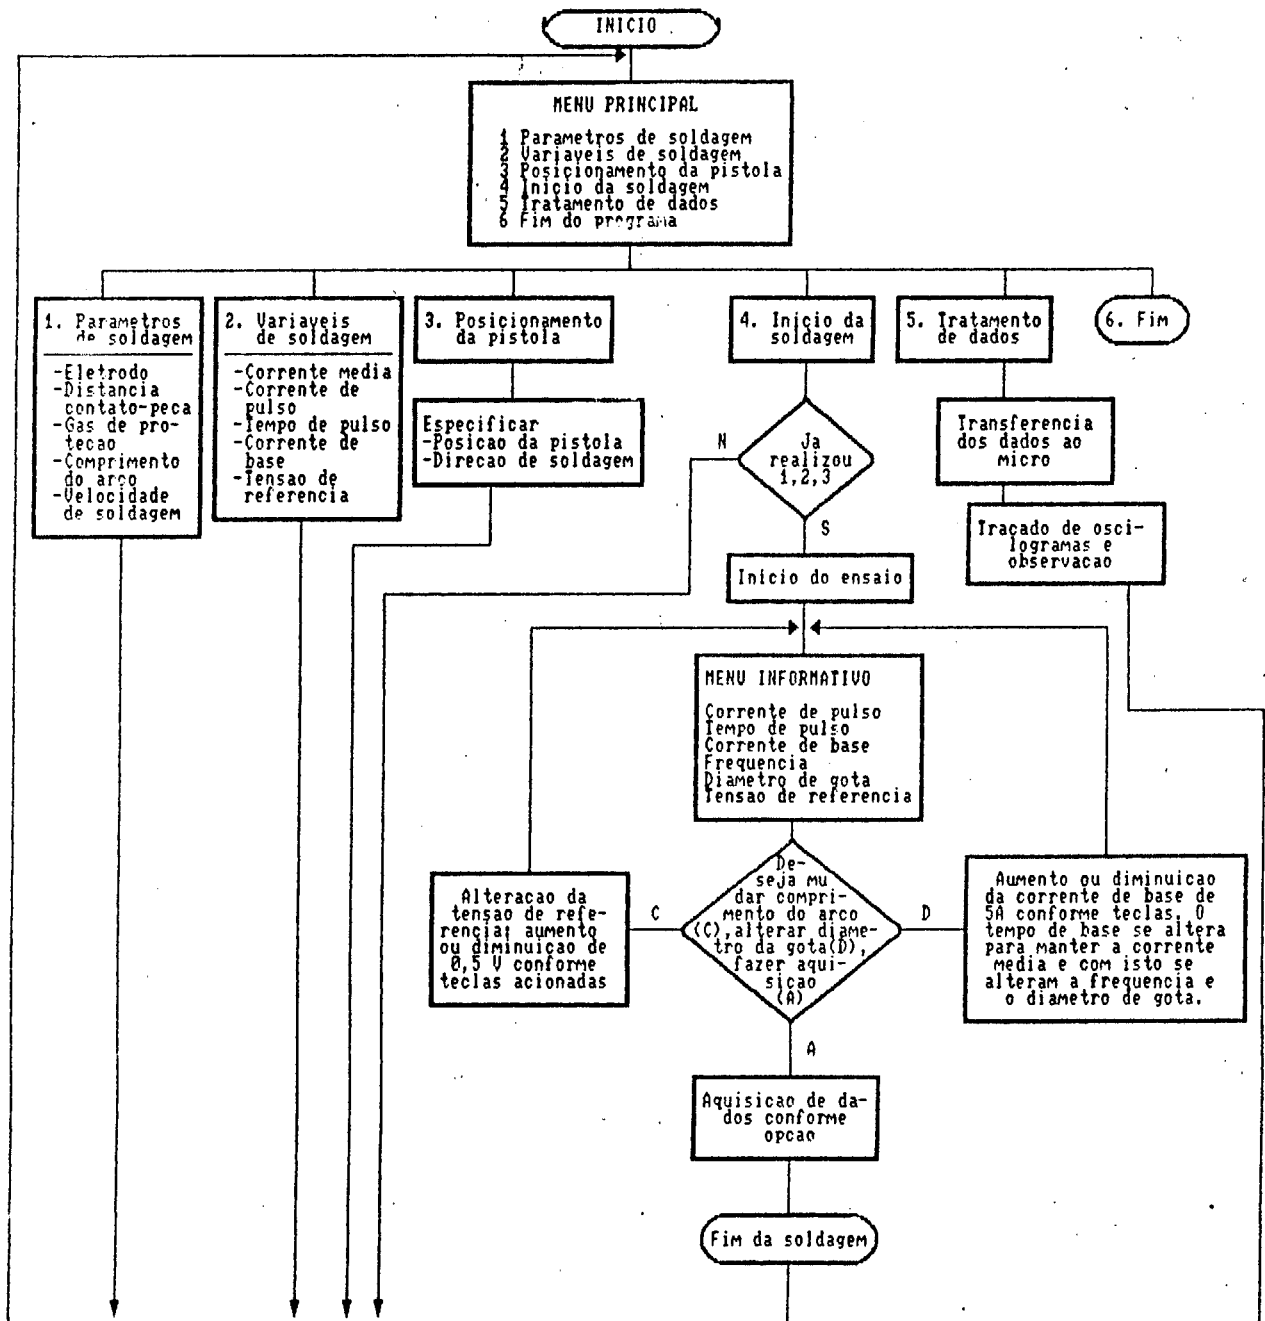 INICIO
MENU PRINCIPAL
1 Parametros de soldagem
2 Variaveis de soldagem
3 Posicionamento da pistola
4 Inicio da soldagem
5 Tratamento de dados
6 Fim do programa
1. Parametros
de soldagem
-Eletrodo
-Distancia
contato-peca
-Gas de pro-
tecao
-Comprimento
do arco
-Velocidade
de soldagem
2. Variaveis
de soldagem
-Corrente media
-Corrente de
pulso
-Tempo de pulso
-Corrente de
base
-Tensao de
referencia
3. Posicionamento
da pistola
Especificar
-Posicao da pistola
-Direcao de soldagem
4. Inicio da
soldagem
N
Ja
realizou
1,2,3
S
Inicio do ensaio
5. Tratamento
de dados
Transferencia
dos dados ao
micro
Traçado de osci-
logramas e
observacao
6. Fim
MENU INFORMATIVO
Corrente de pulso
Tempo de pulso
Corrente de base
Frequencia
Diametro de gota
Tensao de referencia
Alteracao da
tensao de refe-
rencia; aumento
ou diminuicao de
0,5 V conforme
teclas acionadas
C
De-
seja mu
dar compri-
mento do arco
(C),alterar diame-
tro da gota(D),
fazer aqui-
sicao
(A)
D
Aumento ou diminuicao
da corrente de base de
5A conforme teclas. O
tempo de base se altera
para manter a corrente
media e com isto se
alteram a frequencia e
o diametro de gota.
A
Aquisicao de da-
dos conforme
opcao
Fim da soldagem